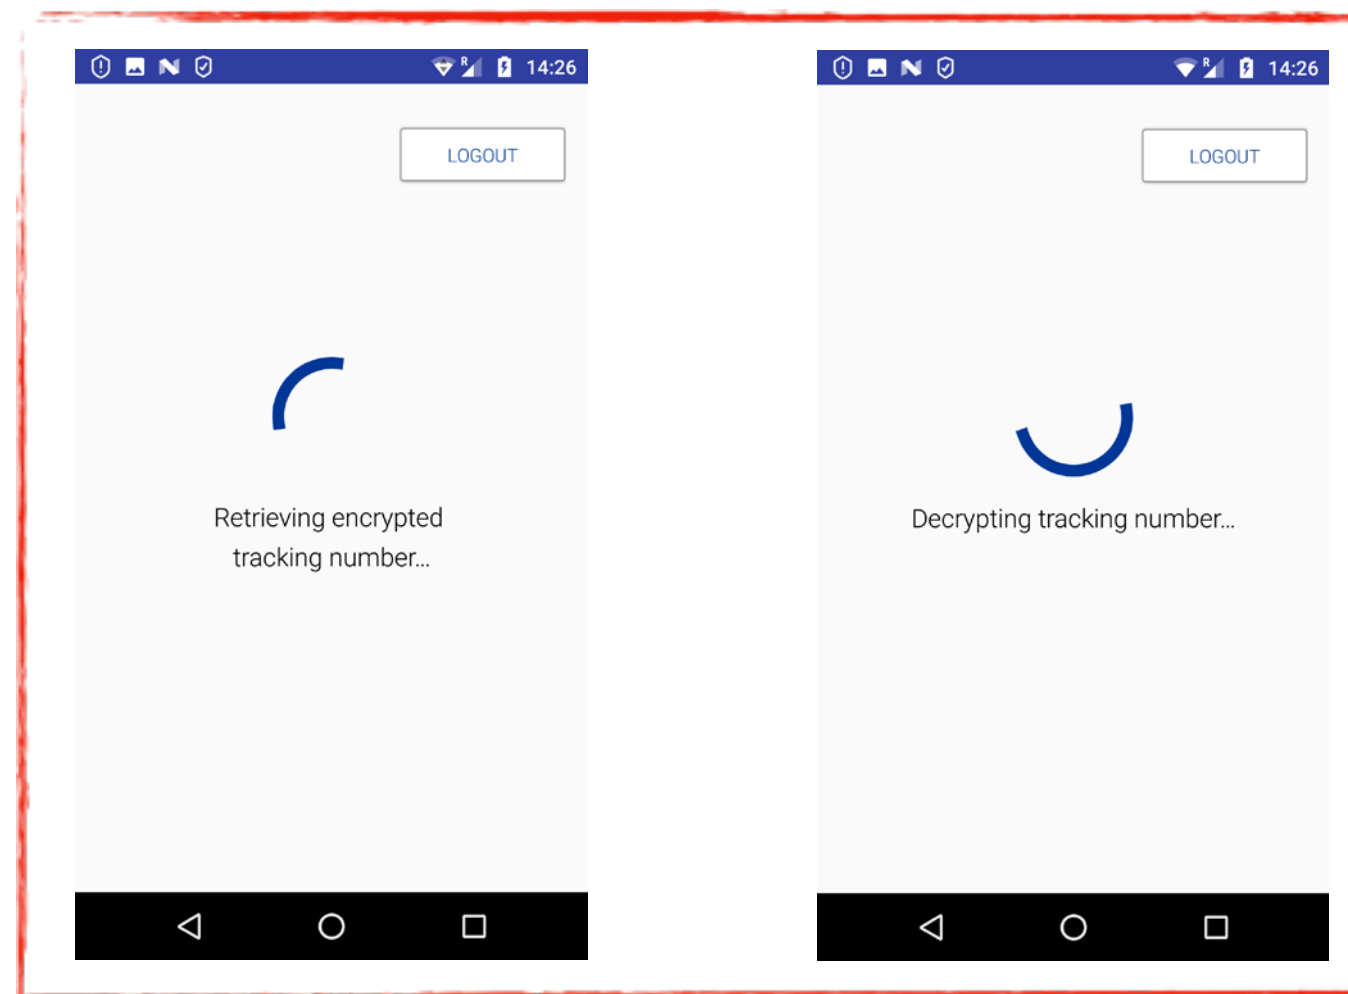 R 14:26
LOGOUT
Retrieving encrypted
tracking number...
R 14:26
LOGOUT
Decrypting tracking number...